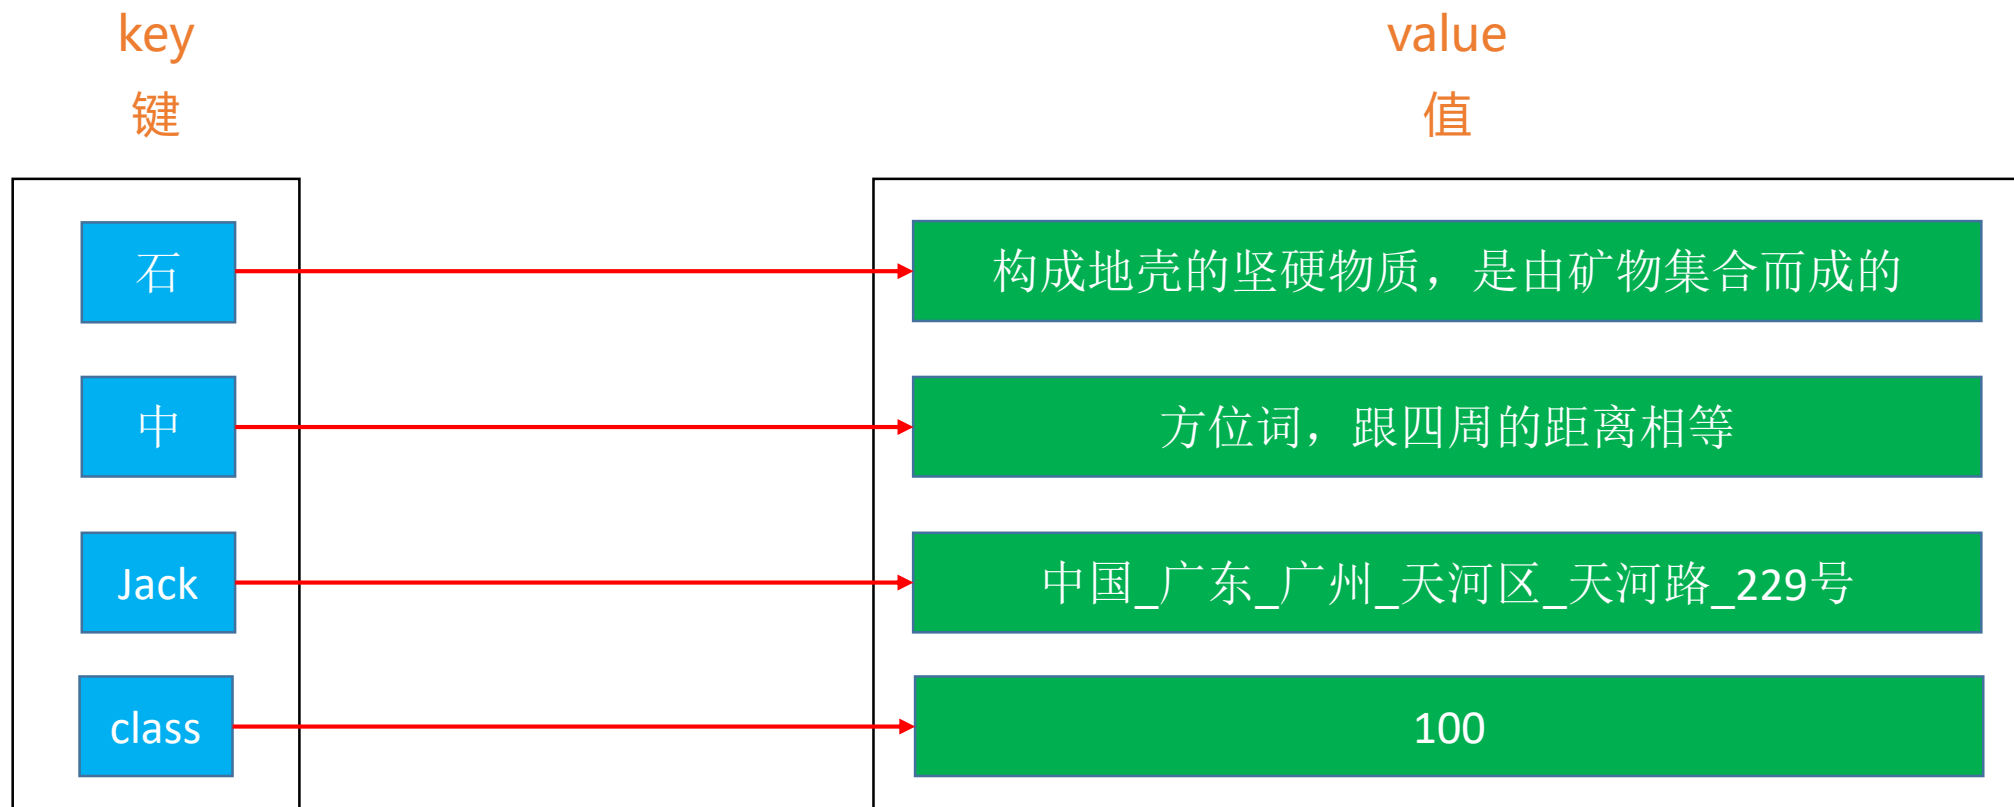 key
value
键
值
石
构成地壳的坚硬物质，是由矿物集合而成的
中
方位词，跟四周的距离相等
Jack
中国_广东_广州_天河区_天河路_229号
class
100